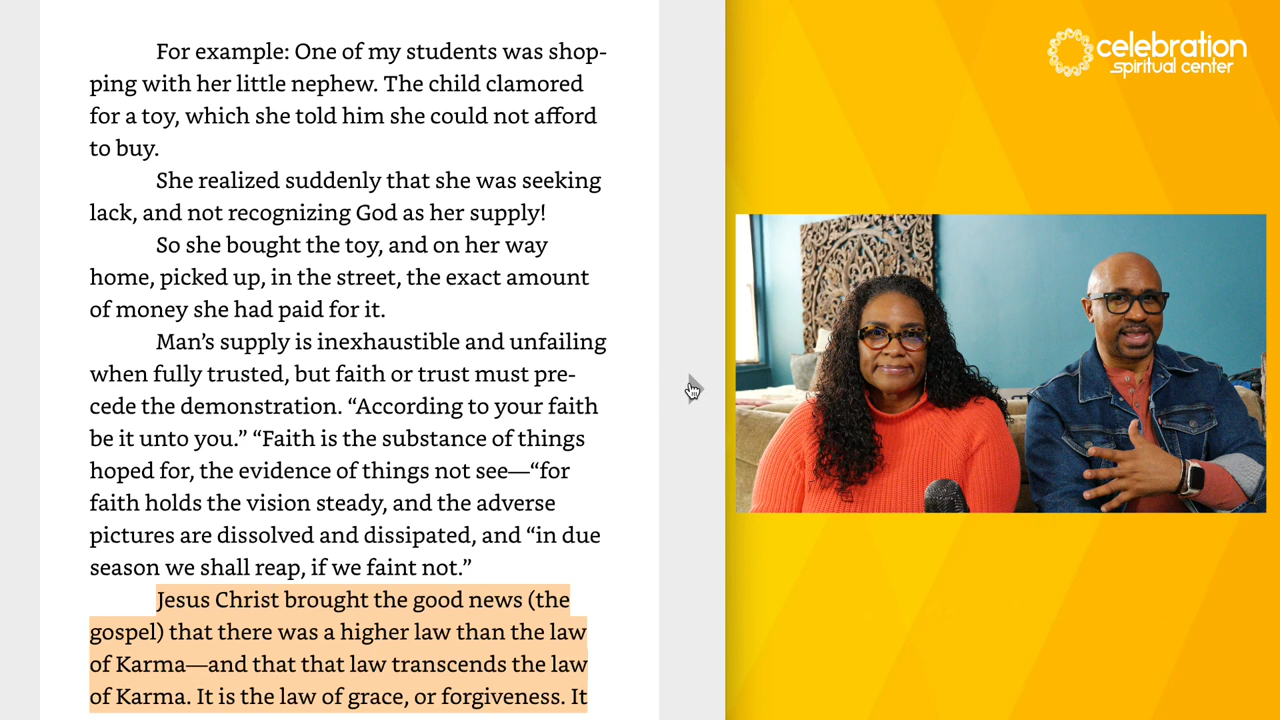 For example: One of my students was shop-
ping with her little nephew. The child clamored
for a toy, which she told him she could not afford
to buy.
She realized suddenly that she was seeking
lack, and not recognizing God as her supply!
So she bought the toy, and on her way
home, picked up, in the street, the exact amount
of money she had paid for it.
Man’s supply is inexhaustible and unfailing
when fully trusted, but faith or trust must pre-
cede the demonstration. “According to your faith
be it unto you.” “Faith is the substance of things
hoped for, the evidence of things not see—“for
faith holds the vision steady, and the adverse
pictures are dissolved and dissipated, and “in due
season we shall reap, if we faint not.”
Jesus Christ brought the good news (the
gospel) that there was a higher law than the law
of Karma—and that that law transcends the law
of Karma. It is the law of grace, or forgiveness. It
celebration
spiritual center